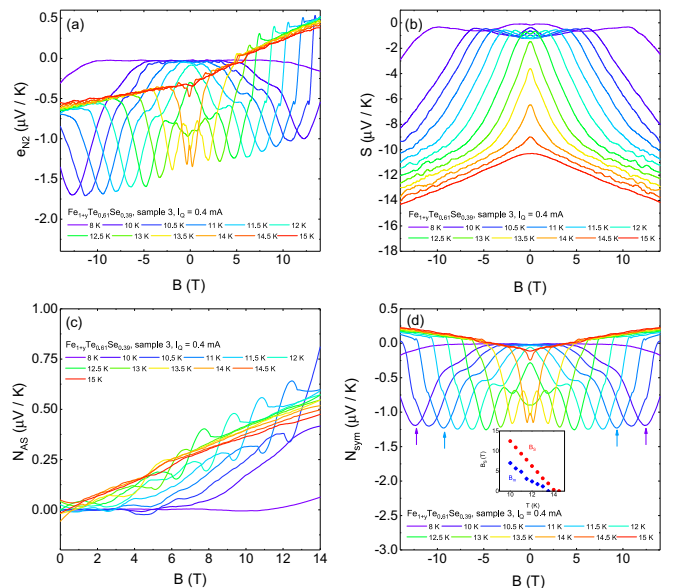 (a)
0.5
0.0
-0.5
-1.0
-1.5
-2.0
e_N2 (μV / K)
Fe1+yTe0.61Se0.39, sample 3, IQ = 0.4 mA
8 K 10 K 10.5 K 11 K 11.5 K 12 K
12.5 K 13 K 13.5 K 14 K 14.5 K 15 K
-10 -5 0 5 10
B (T)
(b)
0
-2
-4
-6
-8
-10
-12
-14
-16
-18
S (μV / K)
Fe1+yTe0.61Se0.39, sample 3, IQ = 0.4 mA
8 K 10 K 10.5 K 11 K 11.5 K 12 K
12.5 K 13 K 13.5 K 14 K 14.5 K 15 K
-10 -5 0 5 10
B (T)
(c)
1.00
0.75
0.50
0.25
0.00
N_AS (μV / K)
Fe1+yTe0.61Se0.39, sample 3, IQ = 0.4 mA
8 K 10 K 10.5 K 11 K 11.5 K 12 K
12.5 K 13 K 13.5 K 14 K 14.5 K
15 K
0 2 4 6 8 10 12 14
B (T)
(d)
0.5
0.0
-0.5
-1.0
-1.5
-2.0
-2.5
-3.0
N_sym (μV / K)
15
10
5
0
10 12 14
T (K)
Fe1+yTe0.61Se0.39, sample 3, IQ = 0.4 mA
8 K 10 K 10.5 K 11 K 11.5 K 12 K
12.5 K 13 K 13.5 K 14 K 14.5 K 15 K
-10 -5 0 5 10
B (T)